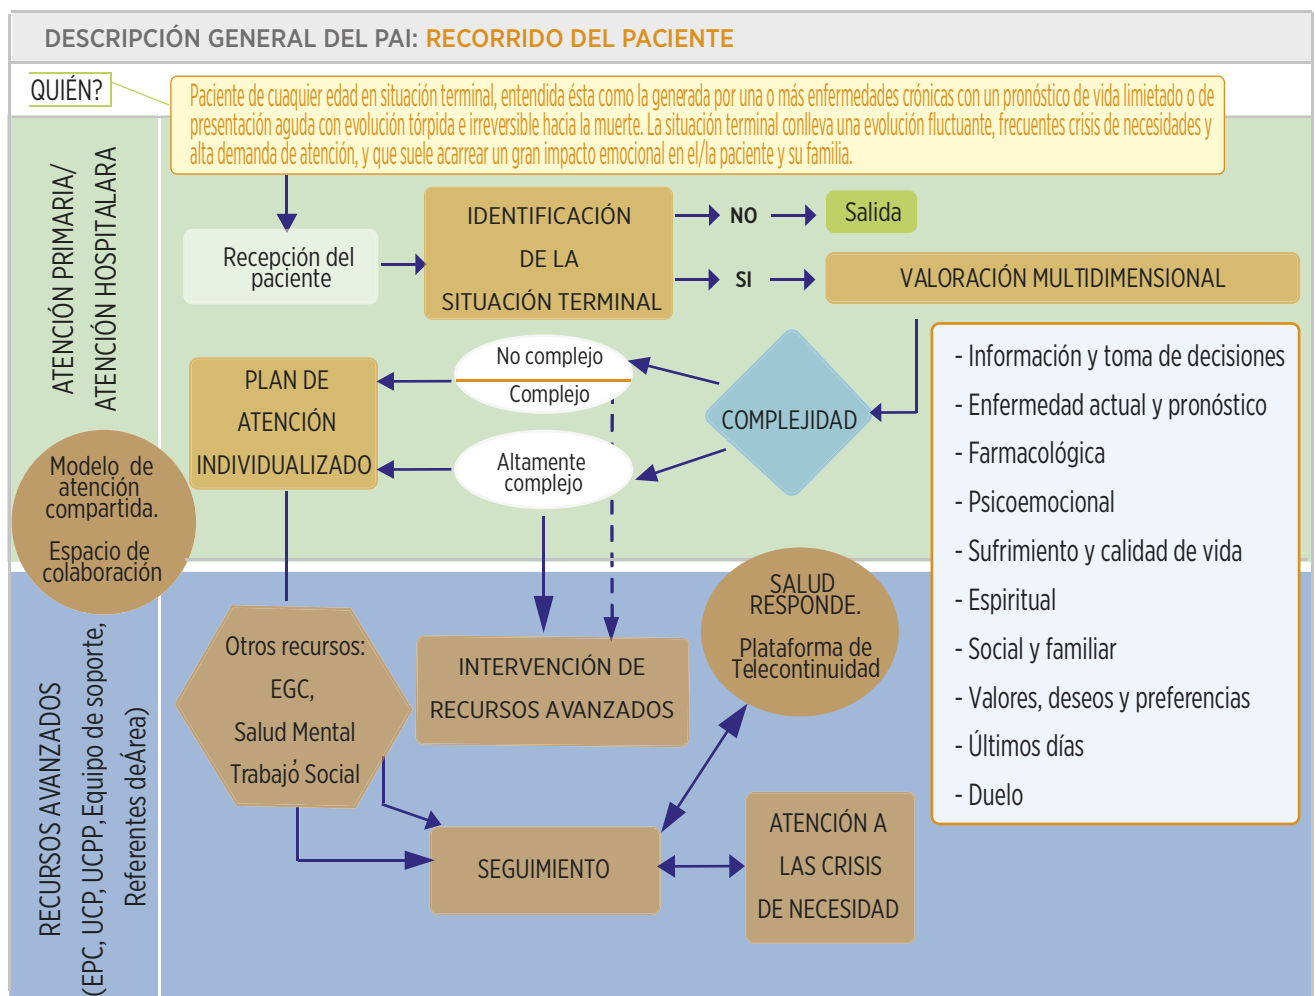 DESCRIPCIÓN GENERAL DEL PAI: RECORRIDO DEL PACIENTE
QUIÉN?
Paciente de cuaquier edad en situación terminal, entendida ésta como la generada por una o más enfermedades crónicas con un pronóstico de vida limietado o de
presentación aguda con evolución tórpida e irreversible hacia la muerte. La situación terminal conlleva una evolución fluctuante, frecuentes crisis de necesidades y
alta demanda de atención, y que suele acarrear un gran impacto emocional en el/la paciente y su familia.
ATENCIÓN PRIMARIA/
ATENCIÓN HOSPITALARA
Recepción del
paciente
IDENTIFICACIÓN
DE LA
SITUACIÓN TERMINAL
NO
Salida
SI
VALORACIÓN MULTIDIMENSIONAL
- Información y toma de decisiones
- Enfermedad actual y pronóstico
- Farmacológica
- Psicoemocional
- Sufrimiento y calidad de vida
- Espiritual
- Social y familiar
- Valores, deseos y preferencias
- Últimos días
- Duelo
COMPLEJIDAD
No complejo
Complejo
Altamente
complejo
PLAN DE
ATENCIÓN
INDIVIDUALIZADO
Modelo de
atención
compartida.
Espacio de
colaboración
RECURSOS AVANZADOS
(EPC, UCP, UCPP, Equipo de soporte,
Referentes deÁrea)
Otros recursos:
EGC,
Salud Mental
,
Trabajo Social
INTERVENCIÓN DE
RECURSOS AVANZADOS
SALUD
RESPONDE.
Plataforma de
Telecontinuidad
SEGUIMIENTO
ATENCIÓN A
LAS CRISIS
DE NECESIDAD